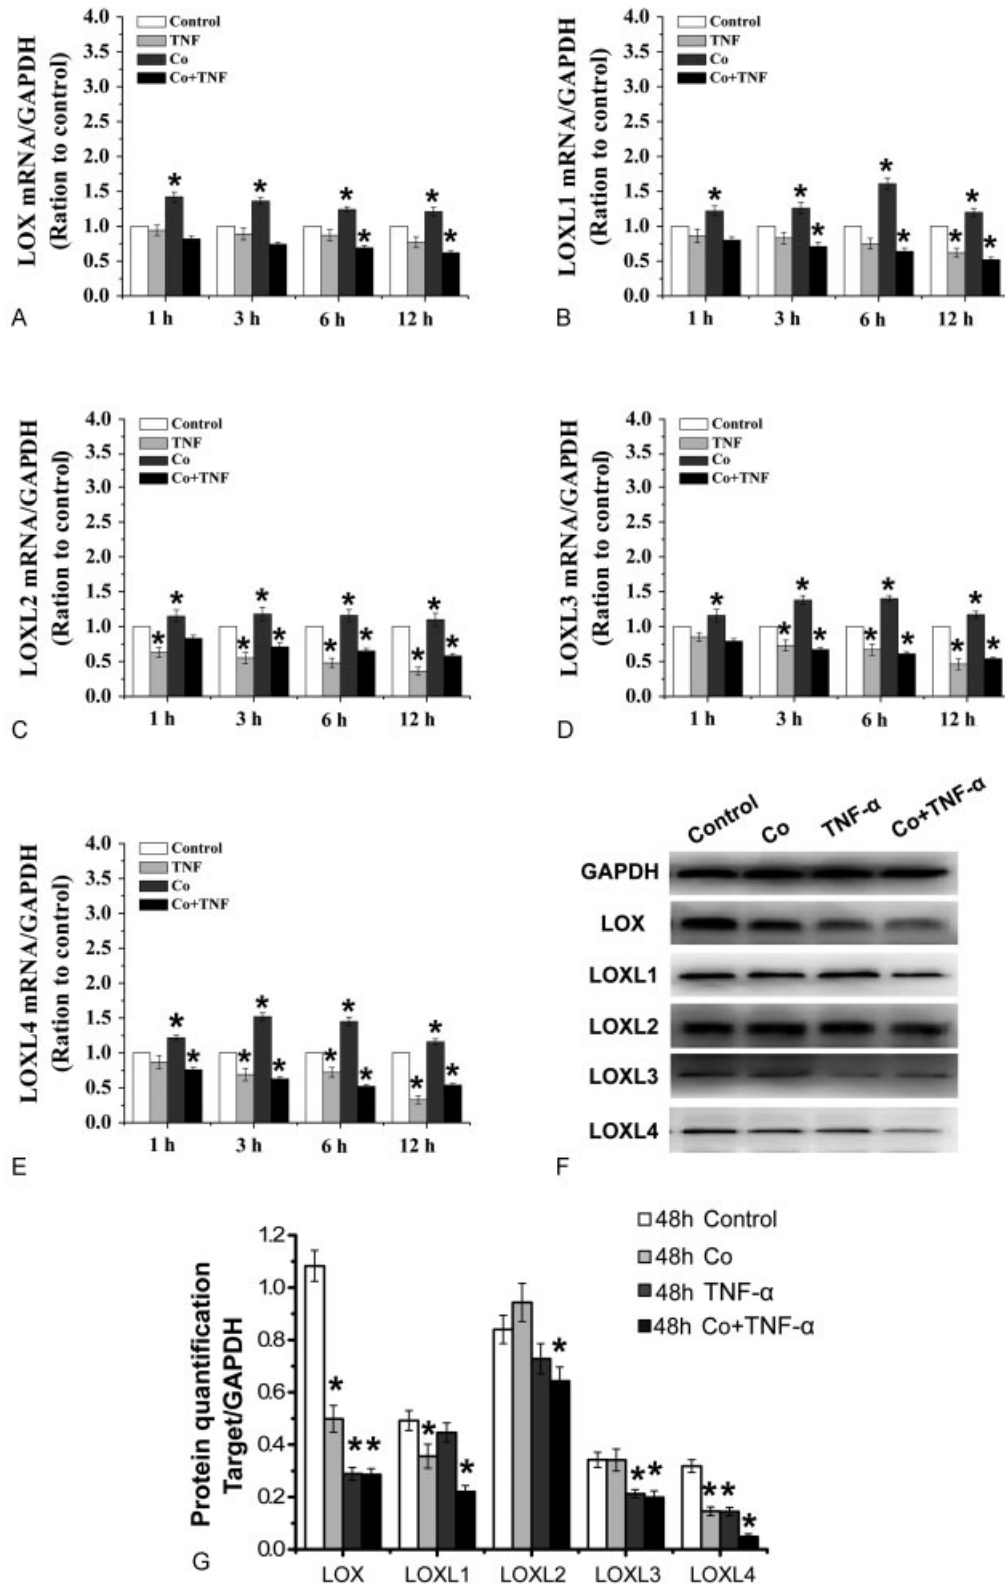 LOX mRNA/GAPDH
(Ration to control)
4.0
3.5
3.0
2.5
2.0
1.5
1.0
0.5
0.0
Control
TNF
Co
Co+TNF
*
*
*
*
*
*
1 h
3 h
6 h
12 h
A
LOXL1 mRNA/GAPDH
(Ration to control)
4.0
3.5
3.0
2.5
2.0
1.5
1.0
0.5
0.0
Control
TNF
Co
Co+TNF
*
*
*
*
*
*
*
*
1 h
3 h
6 h
12 h
B
LOXL2 mRNA/GAPDH
(Ration to control)
4.0
3.5
3.0
2.5
2.0
1.5
1.0
0.5
0.0
Control
TNF
Co
Co+TNF
*
*
*
*
*
*
*
*
*
*
*
1 h
3 h
6 h
12 h
C
LOXL3 mRNA/GAPDH
(Ration to control)
4.0
3.5
3.0
2.5
2.0
1.5
1.0
0.5
0.0
Control
TNF
Co
Co+TNF
*
*
*
*
*
*
*
*
*
*
1 h
3 h
6 h
12 h
D
LOXL4 mRNA/GAPDH
(Ration to control)
4.0
3.5
3.0
2.5
2.0
1.5
1.0
0.5
0.0
Control
TNF
Co
Co+TNF
*
*
*
*
*
*
*
*
*
*
*
1 h
3 h
6 h
12 h
E
Control
Co
TNF-α
Co+TNF-α
GAPDH
LOX
LOXL1
LOXL2
LOXL3
LOXL4
F
Protein quantification
Target/GAPDH
1.2
1.0
0.8
0.6
0.4
0.2
0.0
48h Control
48h Co
48h TNF-α
48h Co+TNF-α
*
**
*
*
*
**
**
*
LOX
LOXL1
LOXL2
LOXL3
LOXL4
G